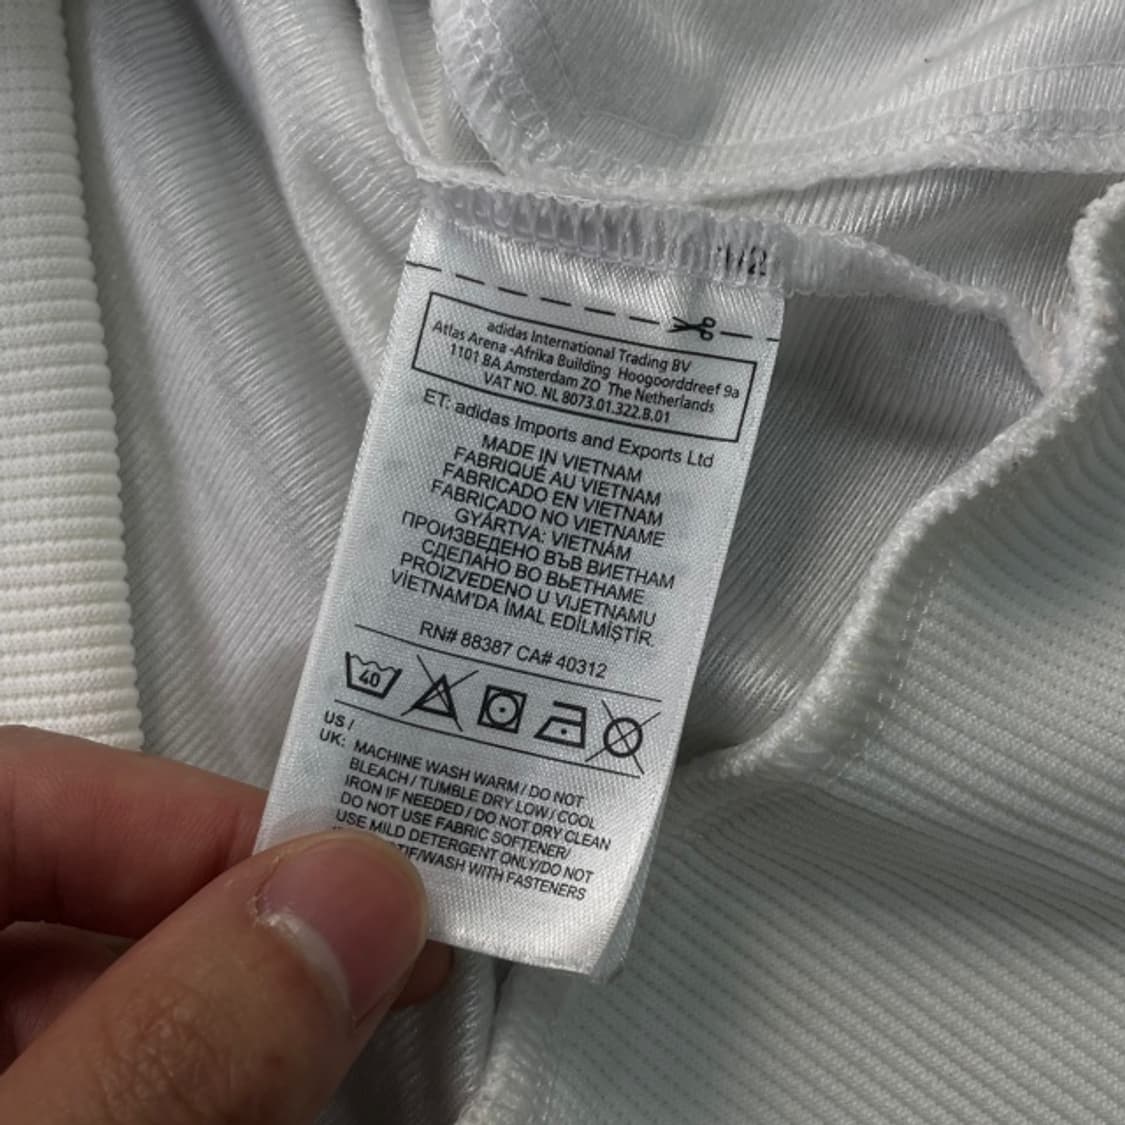 1/2
adidas International Trading BV
Atlas Arena -Afrika Building Hoogoorddreef 9a
1101 BA Amsterdam ZO The Netherlands
VAT NO. NL 8073.01.322.B.01
ET: adidas Imports and Exports Ltd
MADE IN VIETNAM
FABRIQUÉ AU VIETNAM
FABRICADO EN VIETNAM
FABRICADO NO VIETNAME
GYÁRTVA: VIETNÁM
ПРОИЗВЕДЕНО ВЪВ ВИЕТНАМ
СДЕЛАНО ВО ВЬЕТНАМЕ
PROIZVEDENO U VIJETNAMU
VİETNAM'DA İMAL EDİLMİŞTİR.
RN# 88387 CA# 40312
40
US /
UK: MACHINE WASH WARM / DO NOT
BLEACH / TUMBLE DRY LOW / COOL
IRON IF NEEDED / DO NOT DRY CLEAN
DO NOT USE FABRIC SOFTENER/
USE MILD DETERGENT ONLY/DO NOT
WASH WITH FASTENERS